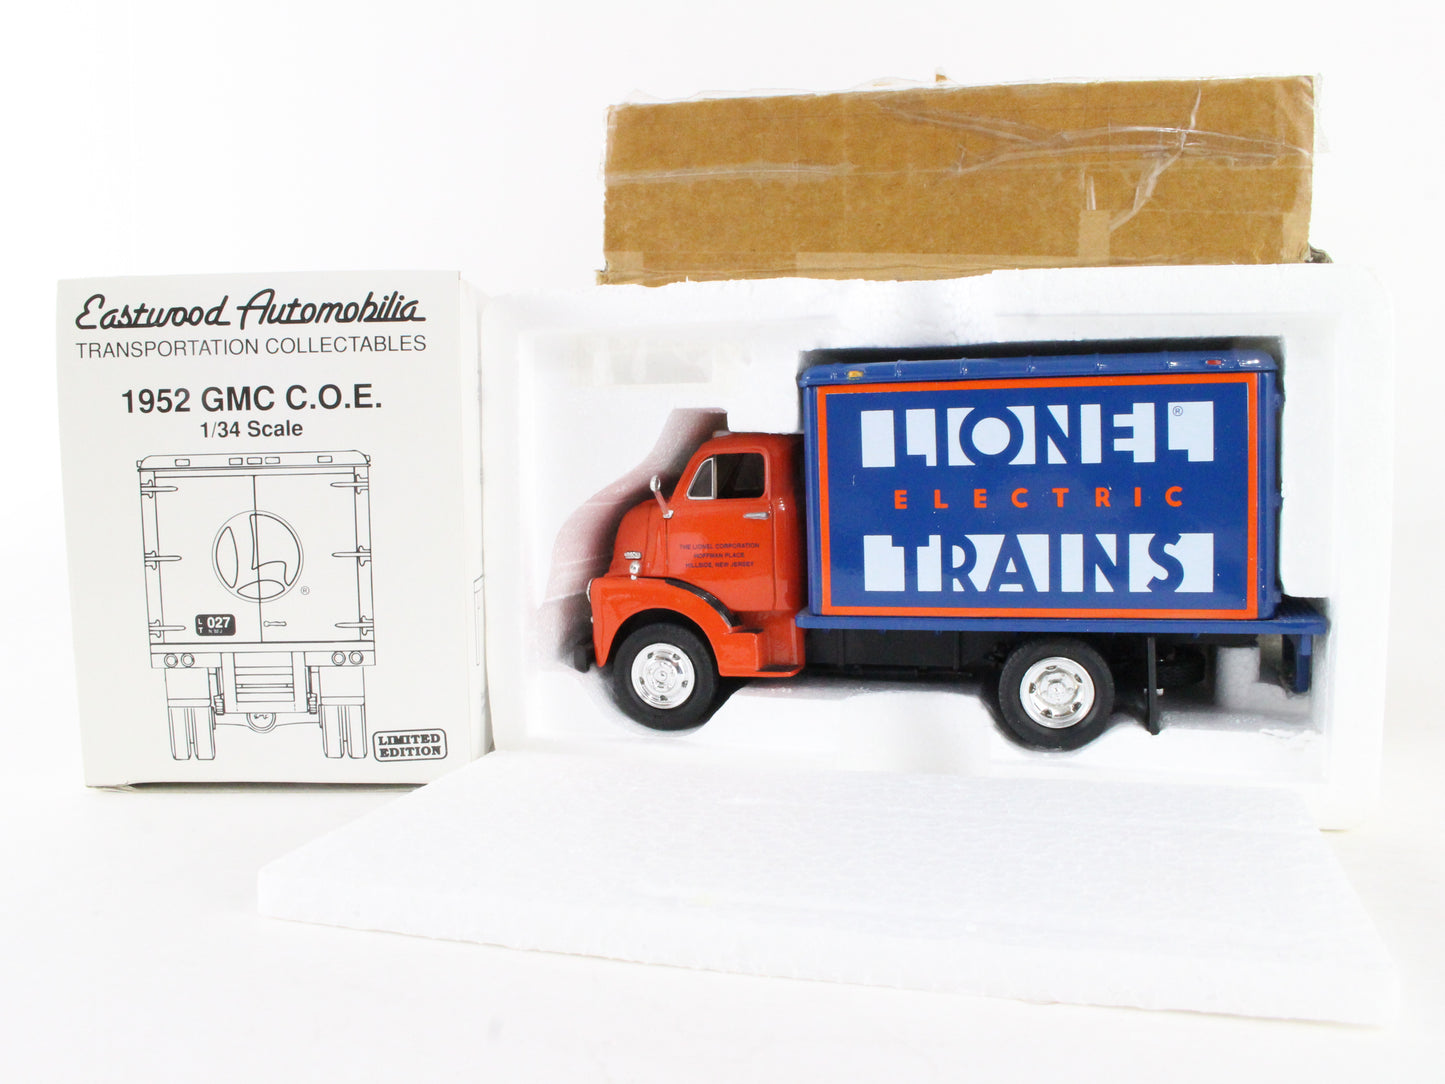 Eastwood Automobilia
TRANSPORTATION COLLECTABLES
1952 GMC C.O.E.
1/34 Scale
®
LT 027
N.
LIMITED
EDITION
THE LIONEL CORPORATION
HOFFMAN PLACE
HILLSIDE, NEW JERSEY
LIONEL®
ELECTRIC
TRAINS